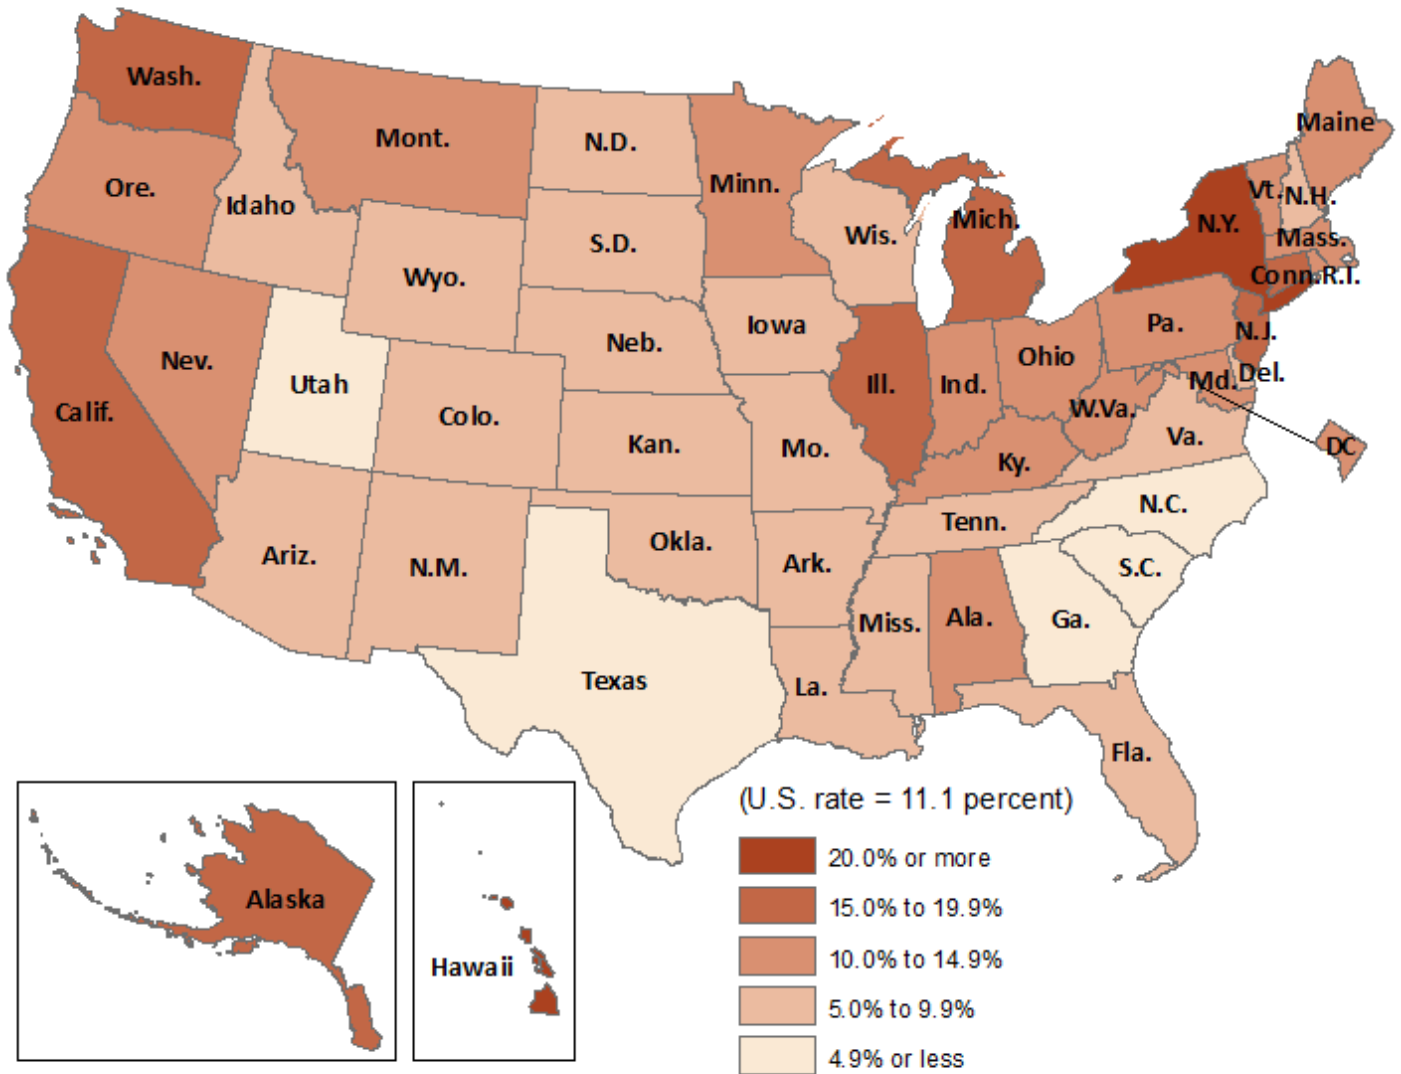 Wash.
Maine
Mont.
N.D.
Minn.
Ore.
Vt.
N.H.
Idaho
Mich.
N.Y.
Wis.
Mass.
S.D.
Wyo.
Conn.
R.I.
Iowa
Pa.
N.J.
Neb.
Ohio
Nev.
Utah
Ill.
Ind.
Md.
Del.
Calif.
Colo.
W.Va.
Kan.
Mo.
Va.
DC
Ky.
N.C.
Tenn.
Okla.
Ariz.
N.M.
Ark.
S.C.
Miss.
Ala.
Ga.
Texas
La.
Fla.
Alaska
Hawaii
(U.S. rate = 11.1 percent)
20.0% or more
15.0% to 19.9%
10.0% to 14.9%
5.0% to 9.9%
4.9% or less